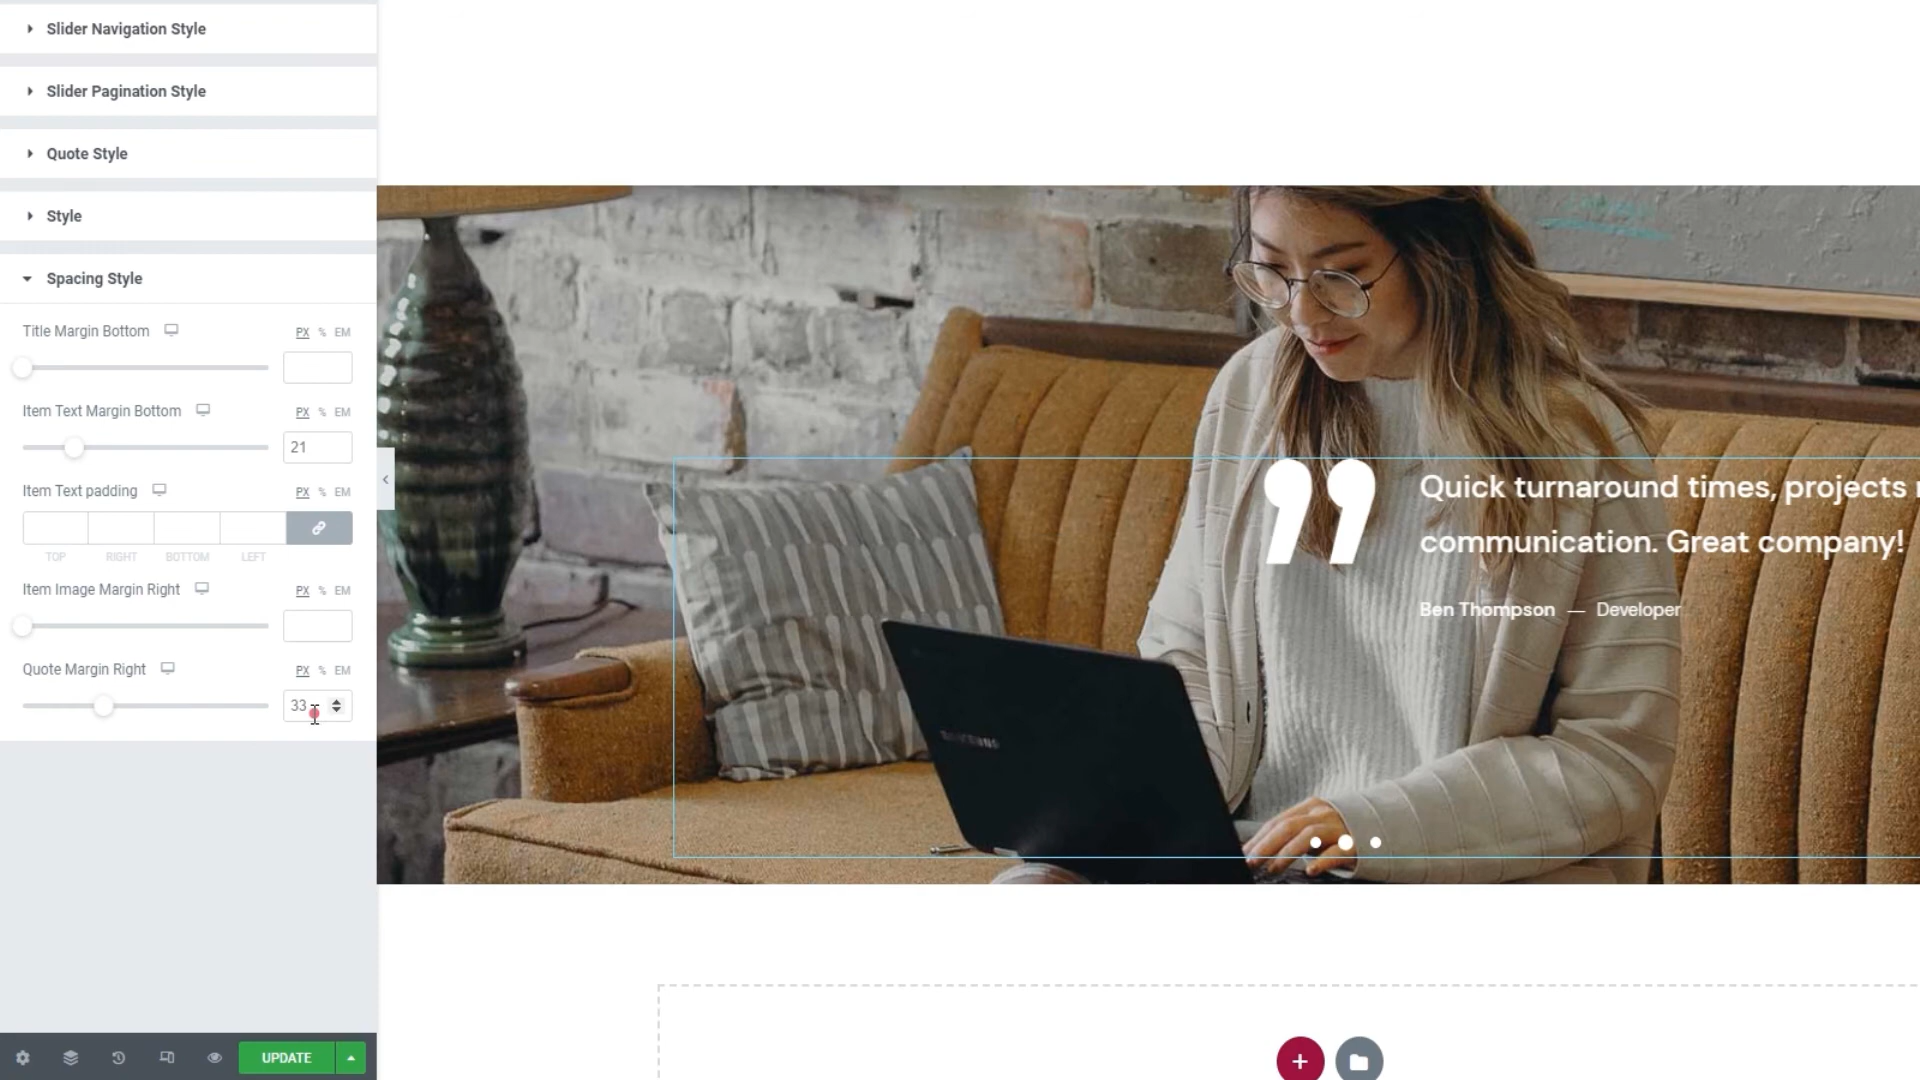 Slider Navigation Style
Slider Pagination Style
Quote Style
Style
Spacing Style
Title Margin Bottom PX % EM
Item Text Margin Bottom PX % EM
21
Item Text padding PX % EM
TOP RIGHT BOTTOM LEFT
Item Image Margin Right PX % EM
Quote Margin Right PX % EM
33
UPDATE
Quick turnaround times, projects
communication. Great company!
Ben Thompson — Developer
SAMSUNG